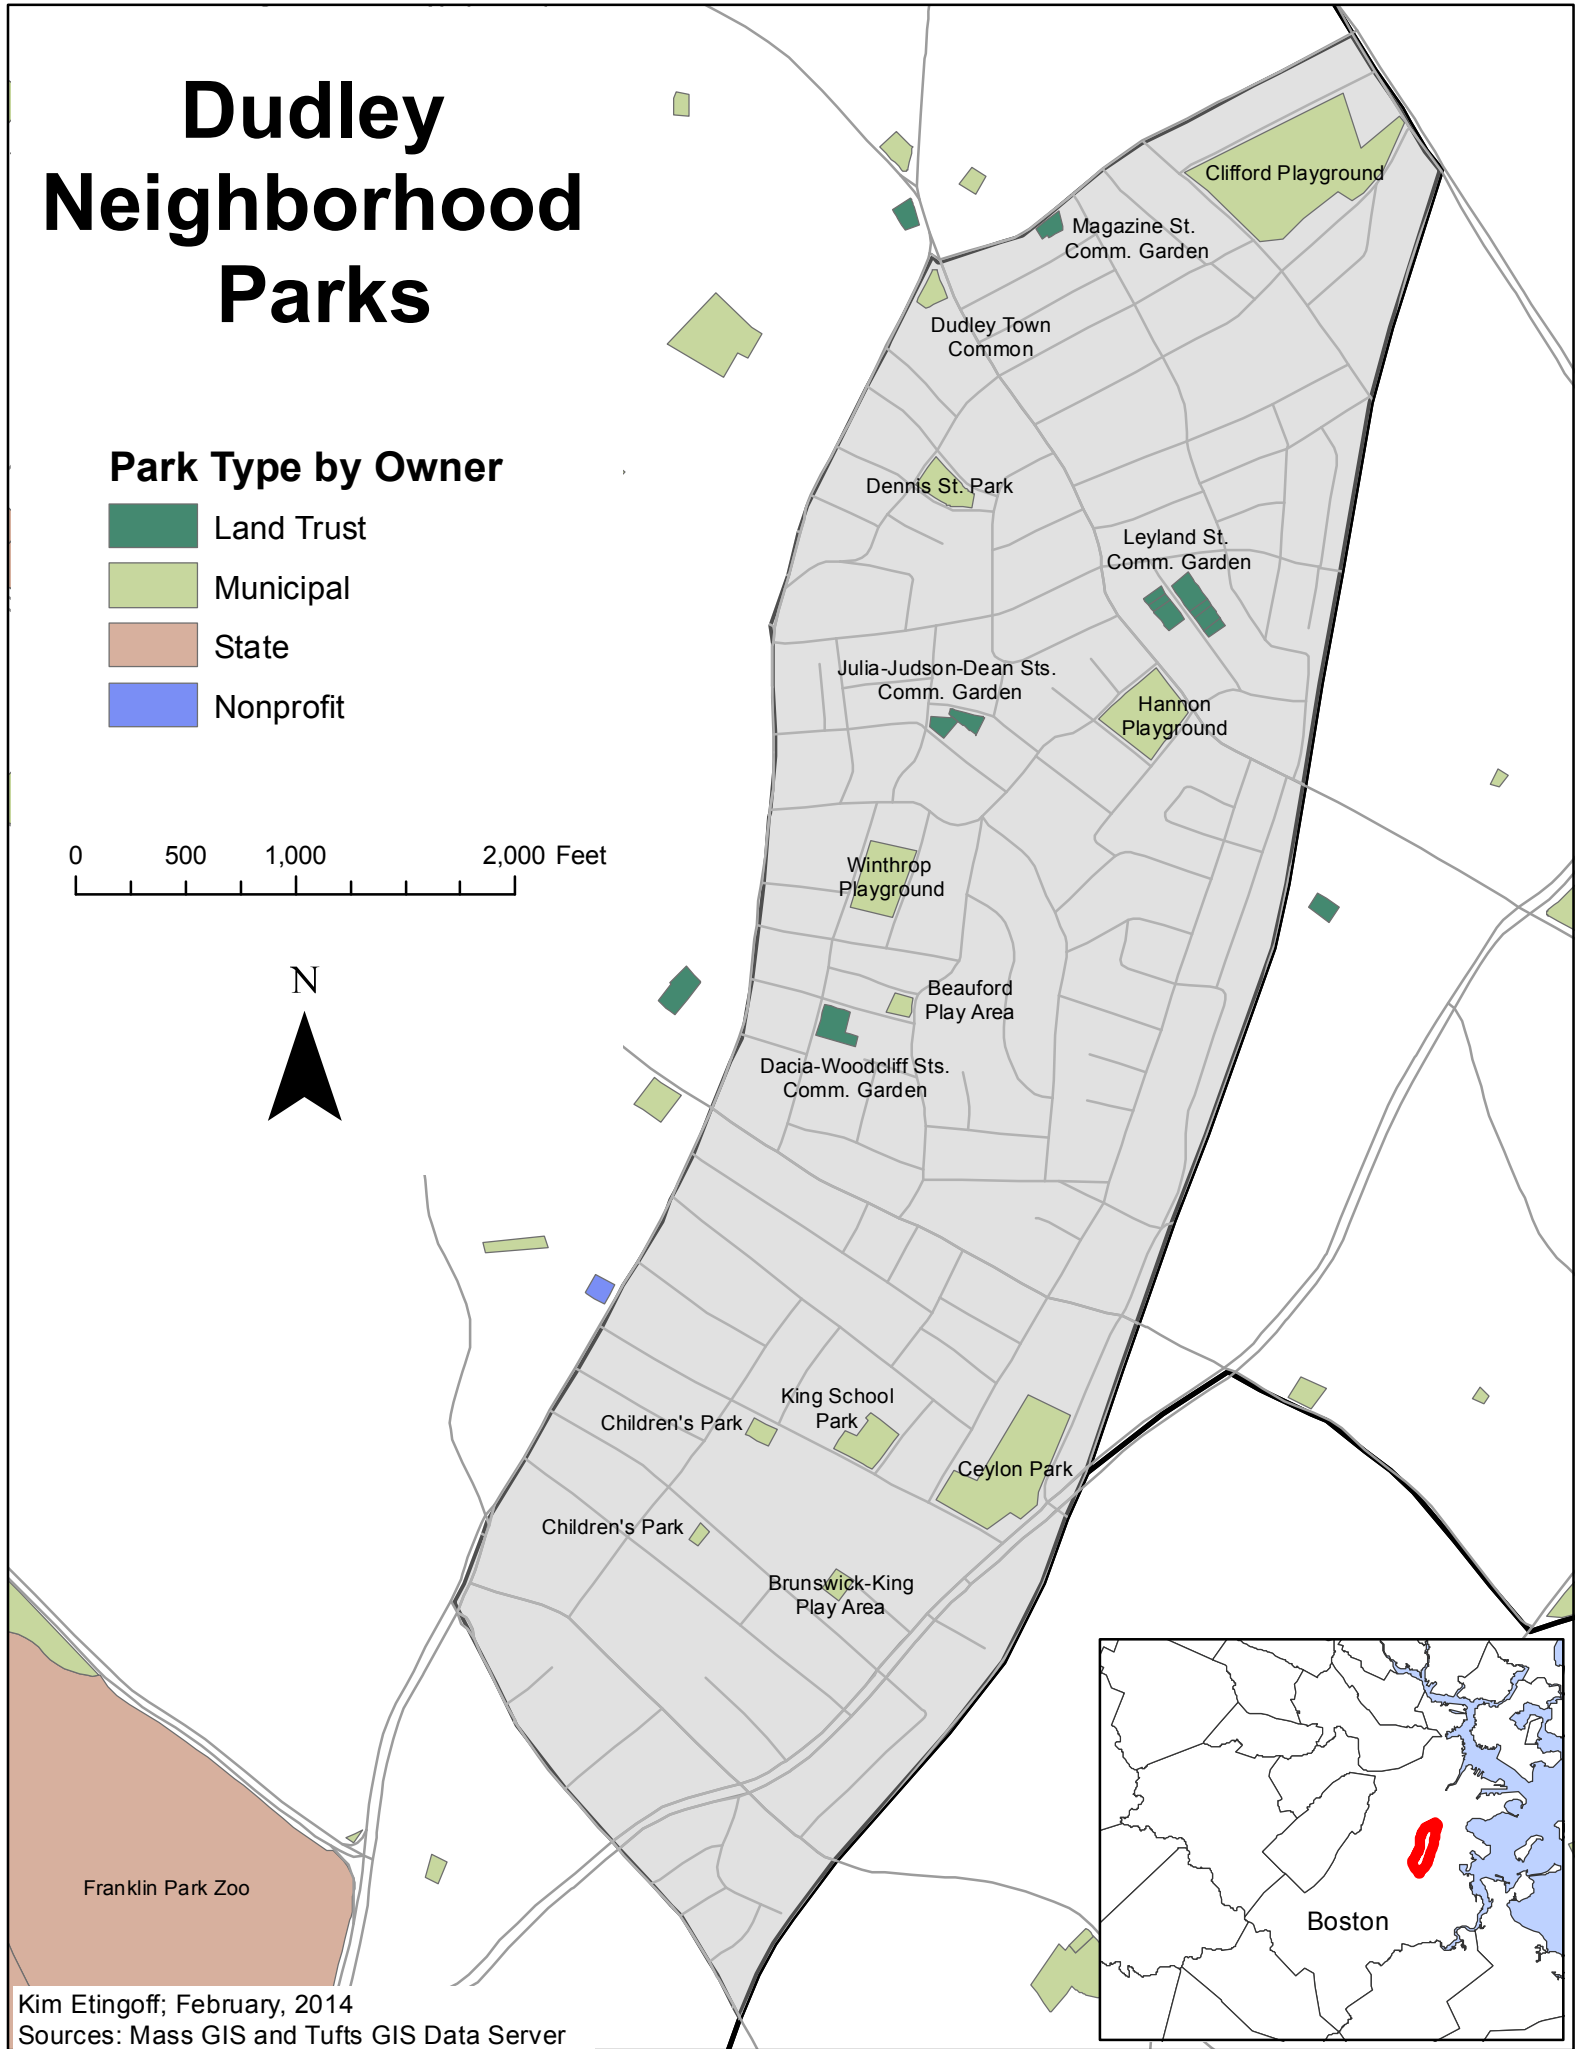 Dudley
Neighborhood
Parks
Park Type by Owner
Land Trust
Municipal
State
Nonprofit
0 500 1,000 2,000 Feet
N
Clifford Playground
Magazine St.
Comm. Garden
Dudley Town
Common
Dennis St. Park
Leyland St.
Comm. Garden
Julia-Judson-Dean Sts.
Comm. Garden
Hannon
Playground
Winthrop
Playground
Beauford
Play Area
Dacia-Woodcliff Sts.
Comm. Garden
King School
Park
Children's Park
Ceylon Park
Children's Park
Brunswick-King
Play Area
Franklin Park Zoo
Boston
Kim Etingoff; February, 2014
Sources: Mass GIS and Tufts GIS Data Server